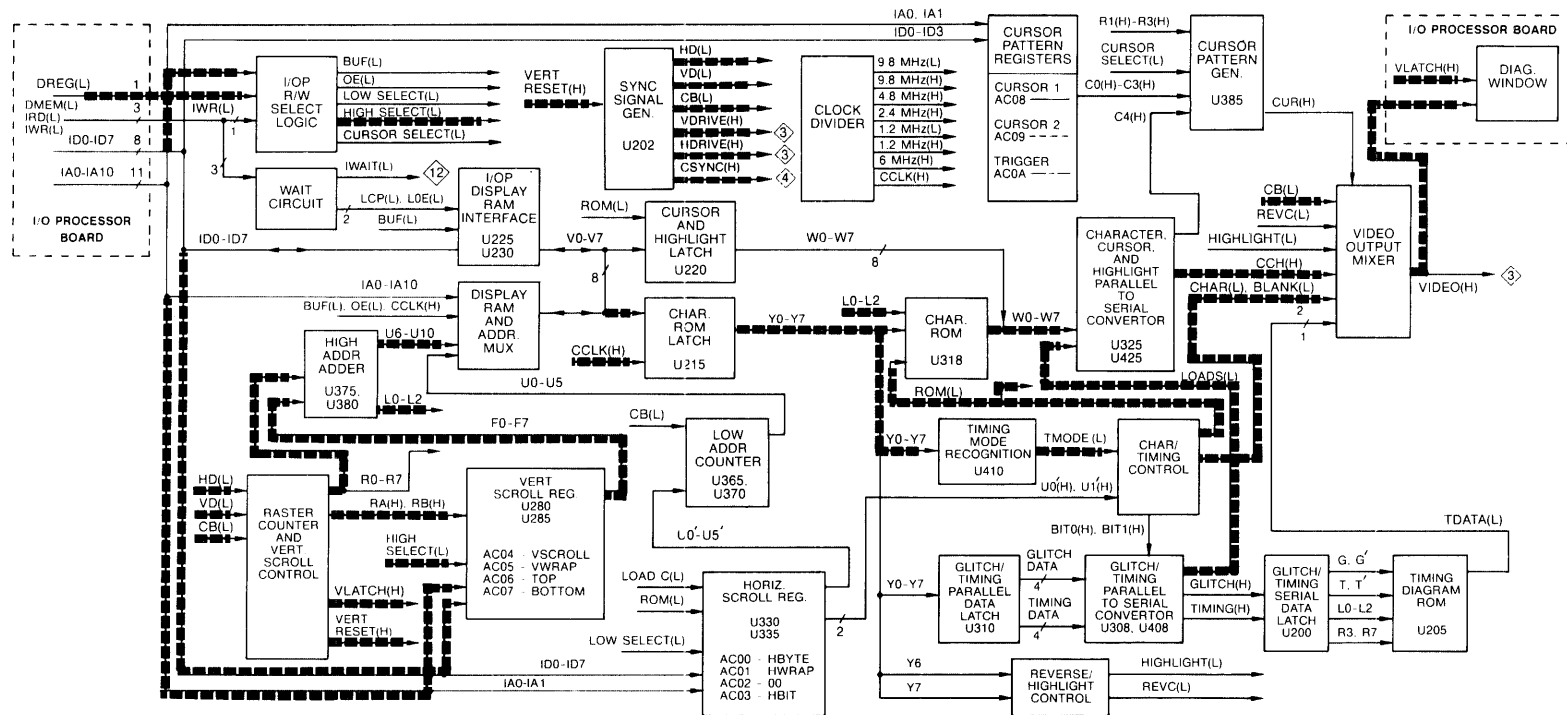 I/O PROCESSOR
BOARD
DREG(L)
1
DMEM(L)
3
IRD(L)
IWR(L)
ID0-ID7
8
IA0-IA10
11
IWR(L)
1
31
I/OP
R/W
SELECT
LOGIC
BUF(L)
OE(L)
LOW SELECT(L)
HIGH SELECT(L)
CURSOR SELECT(L)
WAIT
CIRCUIT
IWAIT(L)
12
LCP(L). LOE(L)
2
BUF(L)
I/OP
DISPLAY
RAM
INTERFACE
U225
U230
VERT
RESET(H)
SYNC
SIGNAL
GEN.
U202
HD(L)
VD(L)
CB(L)
VDRIVE(H)
3
HDRIVE(H)
3
CSYNC(H)
4
CLOCK
DIVIDER
9.8 MHz(L)
9.8 MHz(H)
4.8 MHz(H)
2.4 MHz(H)
1.2 MHz(L)
1.2 MHz(H)
6 MHz(H)
CCLK(H)
IA0. IA1
ID0-ID3
CURSOR
PATTERN
REGISTERS
CURSOR 1
AC08
CURSOR 2
AC09
TRIGGER
AC0A
R1(H)-R3(H)
CURSOR
SELECT(L)
C0(H)-C3(H)
C4(H)
CURSOR
PATTERN
GEN.
U385
CUR(H)
I/O PROCESSOR BOARD
VLATCH(H)
DIAG.
WINDOW
ID0-ID7
V0-V7
8
ROM(L)
CURSOR
AND
HIGHLIGHT
LATCH
U220
W0-W7
8
IA0-IA10
BUF(L). OE(L). CCLK(H)
U6-U10
DISPLAY
RAM
AND
ADDR.
MUX
CHAR.
ROM
LATCH
U215
CCLK(H)
Y0-Y7
L0-L2
CHAR.
ROM
U318
W0-W7
CHARACTER.
CURSOR.
AND
HIGHLIGHT
PARALLEL
TO
SERIAL
CONVERTOR
U325
U425
CB(L)
REVC(L)
HIGHLIGHT(L)
CCH(H)
CHAR(L), BLANK(L)
2
1
VIDEO
OUTPUT
MIXER
3
VIDEO(H)
HIGH
ADDR
ADDER
U375.
U380
L0-L2
U0-U5
F0-F7
CB(L)
LOW
ADDR
COUNTER
U365.
U370
ROM(L)
LOADS(L)
Y0-Y7
TIMING
MODE
RECOGNITION
U410
TMODE(L)
CHAR/
TIMING
CONTROL
U0'(H). U1'(H)
HD(L)
VD(L)
CB(L)
RASTER
COUNTER
AND
VERT
SCROLL
CONTROL
R0-R7
RA(H), RB(H)
HIGH
SELECT(L)
VLATCH(H)
VERT
RESET(H)
VERT
SCROLL REG.
U280
U285
AC04 - VSCROLL
AC05 - VWRAP
AC06 - TOP
AC07 - BOTTOM
U0'-U5'
LOAD C(L)
ROM(L)
LOW SELECT(L)
ID0-ID7
IA0-IA1
HORIZ.
SCROLL REG.
U330
U335
AC00 - HBYTE
AC01 HWRAP
AC02 - 00
AC03 - HBIT
2
BIT0(H), BIT1(H)
Y0-Y7
GLITCH/
TIMING
PARALLEL
DATA
LATCH
U310
GLITCH
DATA
4
TIMING
DATA
4
GLITCH/
TIMING
PARALLEL
TO SERIAL
CONVERTOR
U308, U408
GLITCH(H)
TIMING(H)
GLITCH/
TIMING
SERIAL
DATA
LATCH
U200
G. G'
T. T'
L0-L2
R3. R7
TIMING
DIAGRAM
ROM
U205
TDATA(L)
Y6
Y7
REVERSE/
HIGHLIGHT
CONTROL
HIGHLIGHT(L)
REVC(L)